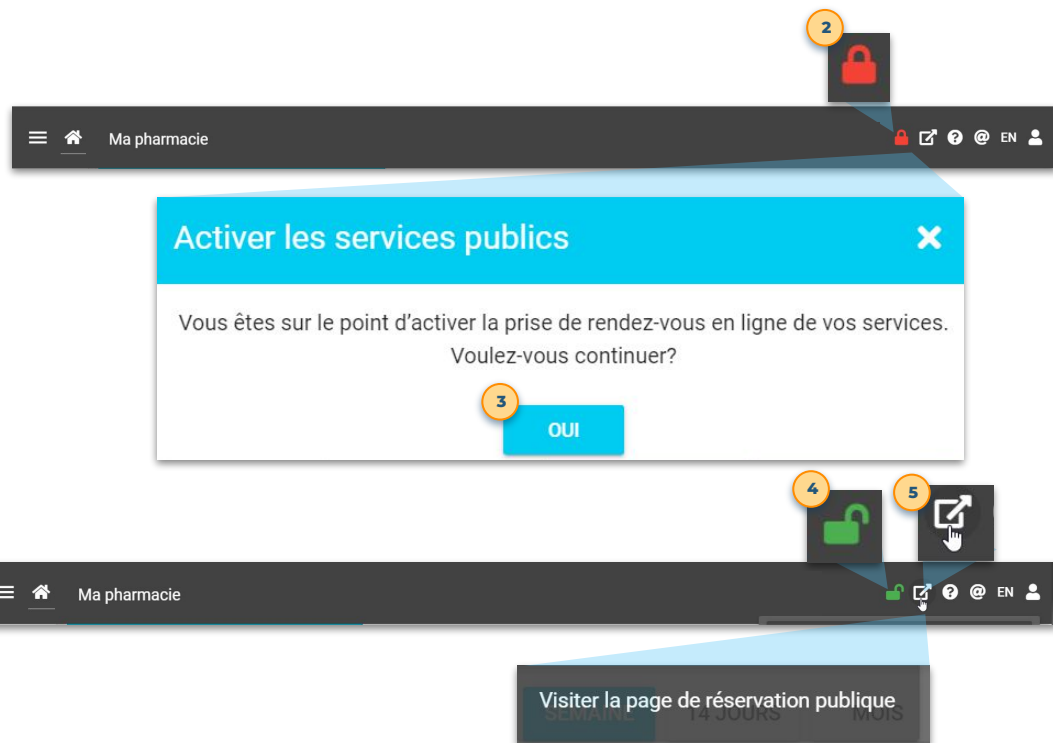 2
Ma pharmacie
EN
Activer les services publics
Vous êtes sur le point d’activer la prise de rendez-vous en ligne de vos services.
Voulez-vous continuer?
3
OUI
4
5
Ma pharmacie
EN
Visiter la page de réservation publique
SEMAINE 14 JOURS MOIS